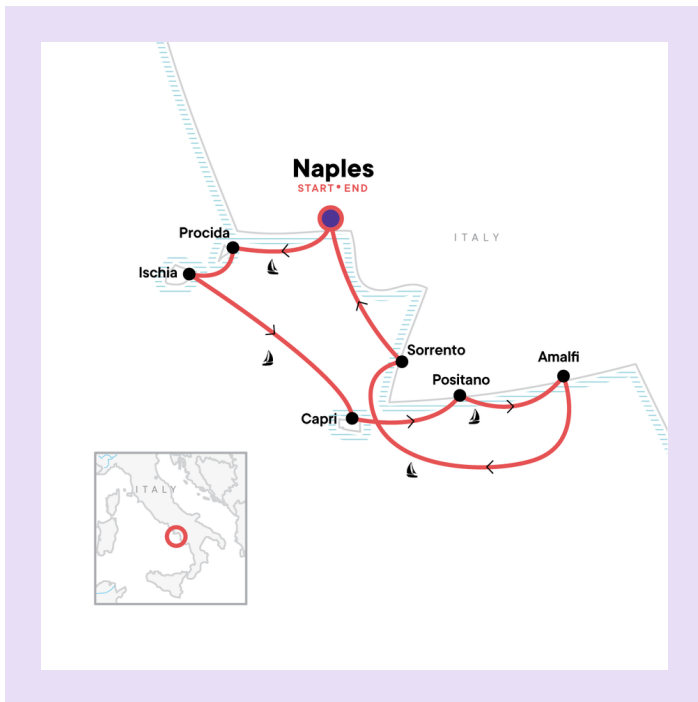 Naples
START•END
Procida
ITALY
Ischia
Sorrento
Amalfi
Positano
Capri
ITALY